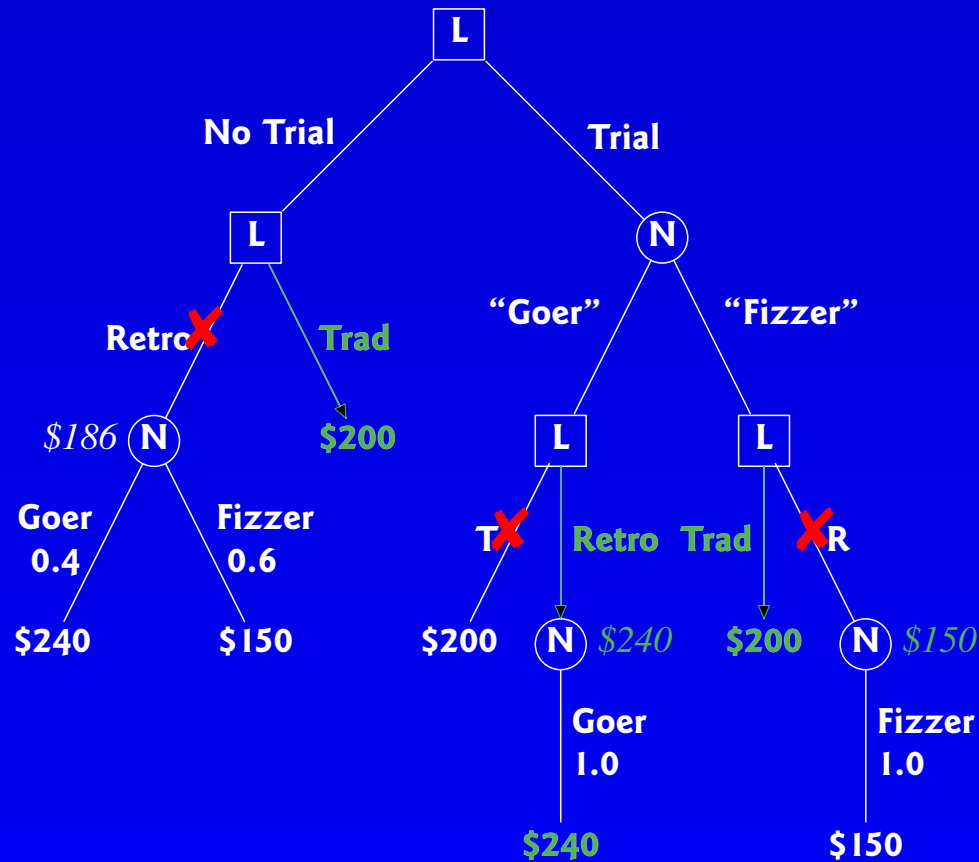 L
No Trial
Trial
L
N
Retro
Trad
“Goer”
“Fizzer”
$186
N
$200
L
L
Goer
0.4
Fizzer
0.6
T
Retro
Trad
R
$240
$150
$200
N
$240
$200
N
$150
Goer
1.0
Fizzer
1.0
$240
$150